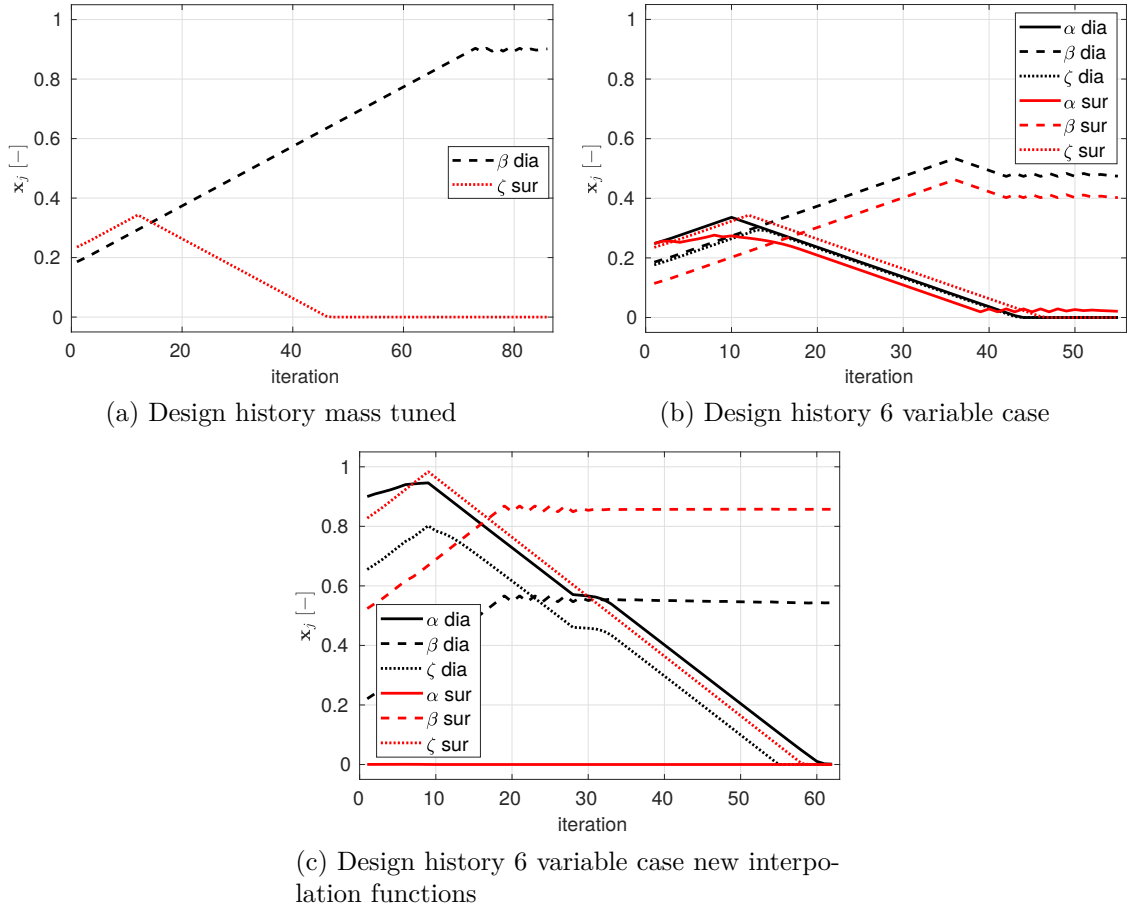 1
0.8
0.6
0.4
0.2
0
x_j [−]
β dia
ζ sur
0
20
40
60
80
iteration
(a) Design history mass tuned
1
0.8
0.6
0.4
0.2
0
x_j [−]
α dia
β dia
ζ dia
α sur
β sur
ζ sur
0
10
20
30
40
50
iteration
(b) Design history 6 variable case
1
0.8
0.6
0.4
0.2
0
x_j [−]
α dia
β dia
ζ dia
α sur
β sur
ζ sur
0
10
20
30
40
50
60
iteration
(c) Design history 6 variable case new interpo-
lation functions